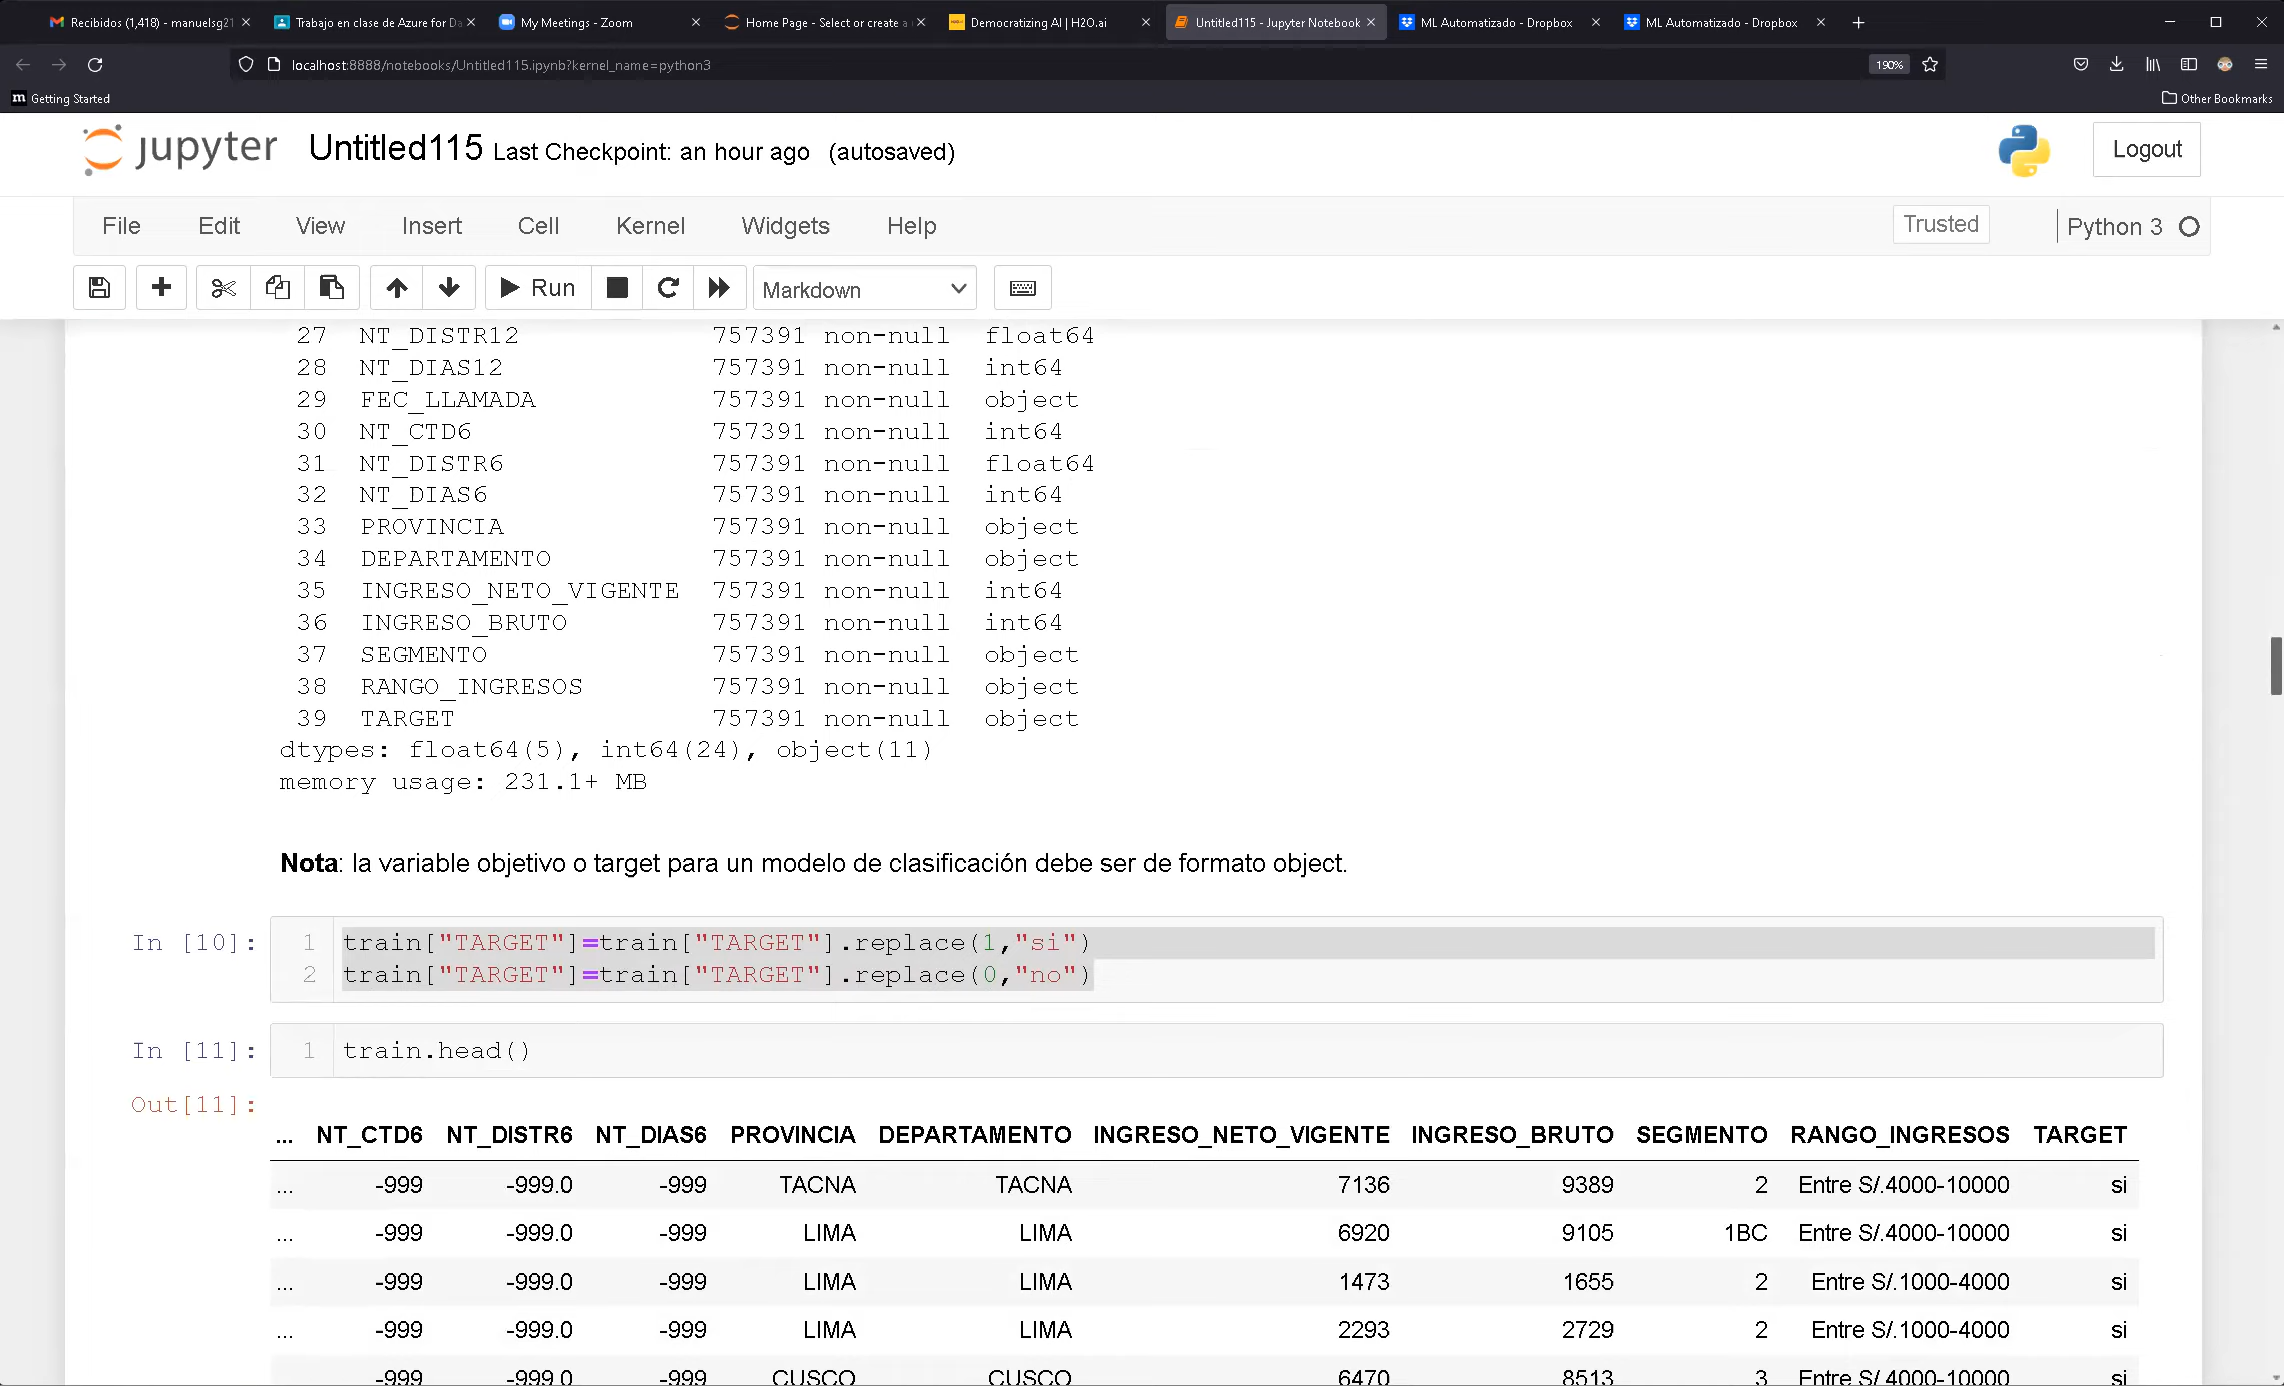 Recibidos (1,418) - manuelsg21
Trabajo en clase de Azure for Da
My Meetings - Zoom
Home Page - Select or create a
Democratizing AI | H2O.ai
Untitled115 - Jupyter Notebook
ML Automatizado - Dropbox
ML Automatizado - Dropbox
localhost:8888/notebooks/Untitled115.ipynb?kernel_name=python3
190%
Getting Started
Other Bookmarks
jupyter Untitled115 Last Checkpoint: an hour ago (autosaved)
Logout
File Edit View Insert Cell Kernel Widgets Help
Trusted
Python 3
Run
Markdown
27 NT_DISTR12 757391 non-null float64
28 NT_DIAS12 757391 non-null int64
29 FEC_LLAMADA 757391 non-null object
30 NT_CTD6 757391 non-null int64
31 NT_DISTR6 757391 non-null float64
32 NT_DIAS6 757391 non-null int64
33 PROVINCIA 757391 non-null object
34 DEPARTAMENTO 757391 non-null object
35 INGRESO_NETO_VIGENTE 757391 non-null int64
36 INGRESO_BRUTO 757391 non-null int64
37 SEGMENTO 757391 non-null object
38 RANGO_INGRESOS 757391 non-null object
39 TARGET 757391 non-null object
dtypes: float64(5), int64(24), object(11)
memory usage: 231.1+ MB
Nota: la variable objetivo o target para un modelo de clasificación debe ser de formato object.
In [10]:
1 train["TARGET"]=train["TARGET"].replace(1,"si")
2 train["TARGET"]=train["TARGET"].replace(0,"no")
In [11]:
1 train.head()
Out[11]:
... NT_CTD6 NT_DISTR6 NT_DIAS6 PROVINCIA DEPARTAMENTO INGRESO_NETO_VIGENTE INGRESO_BRUTO SEGMENTO RANGO_INGRESOS TARGET
... -999 -999.0 -999 TACNA TACNA 7136 9389 2 Entre S/.4000-10000 si
... -999 -999.0 -999 LIMA LIMA 6920 9105 1BC Entre S/.4000-10000 si
... -999 -999.0 -999 LIMA LIMA 1473 1655 2 Entre S/.1000-4000 si
... -999 -999.0 -999 LIMA LIMA 2293 2729 2 Entre S/.1000-4000 si
-999 -999.0 -999 CUSCO CUSCO 6470 8513 3 Entre S/.4000-10000 si